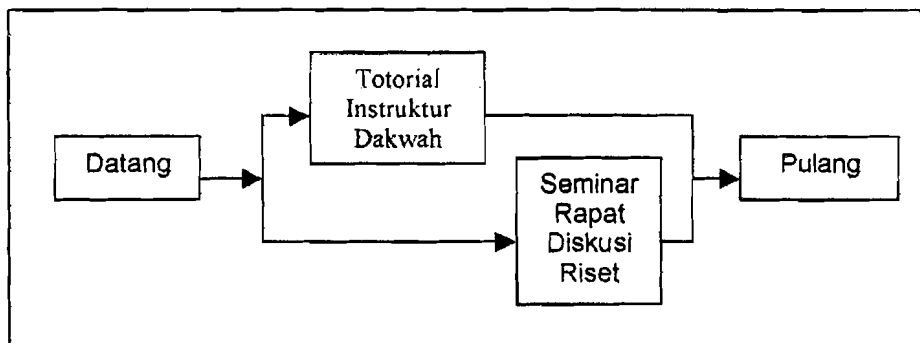 Datang
Totorial
Instruktur
Dakwah
Seminar
Rapat
Diskusi
Riset
Pulang